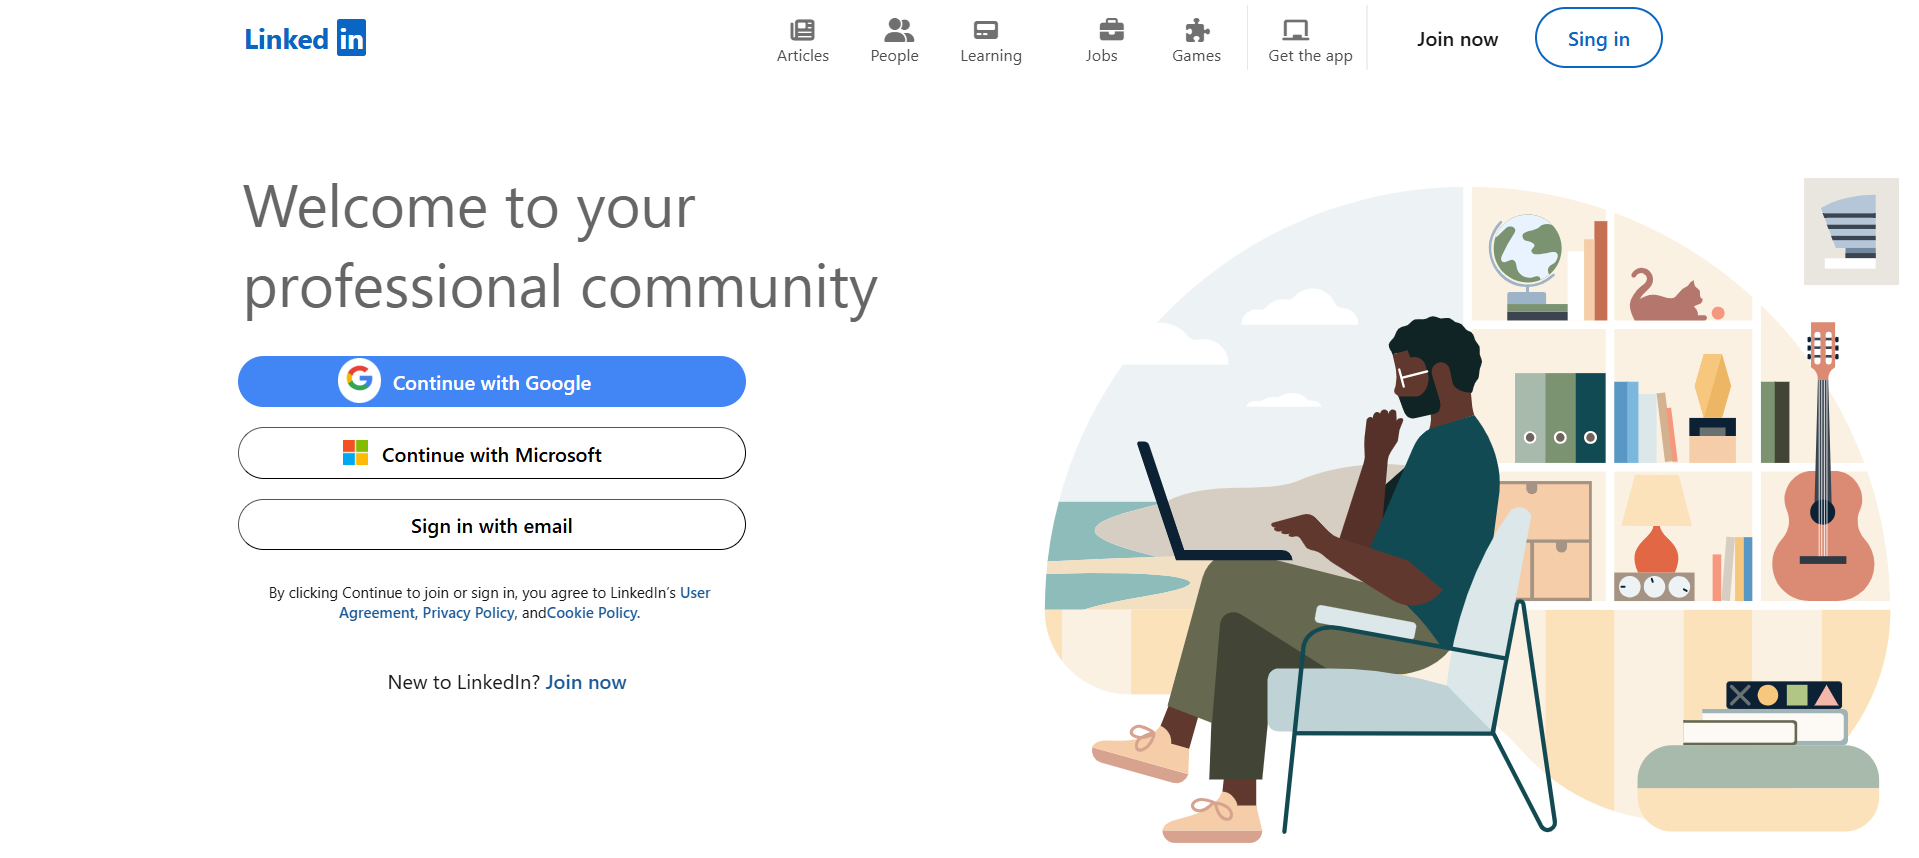 Linked in
Articles
People
Learning
Jobs
Games
Get the app
Join now
Sing in
Welcome to your
professional community
Continue with Google
Continue with Microsoft
Sign in with email
By clicking Continue to join or sign in, you agree to LinkedIn’s User
Agreement, Privacy Policy, andCookie Policy.
New to LinkedIn? Join now